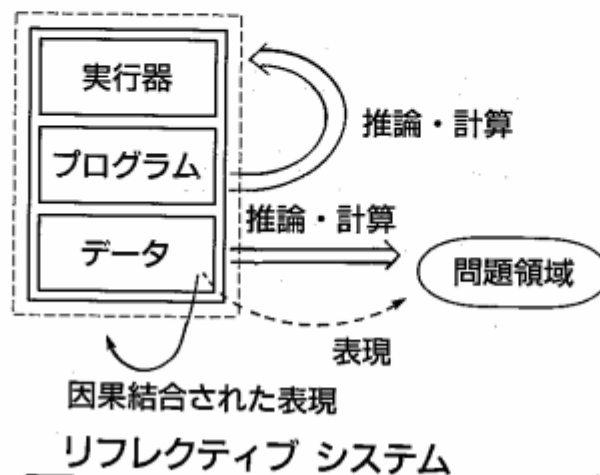 実行器
推論・計算
プログラム
推論・計算
データ
問題領域
表現
因果結合された表現
リフレクティブ システム